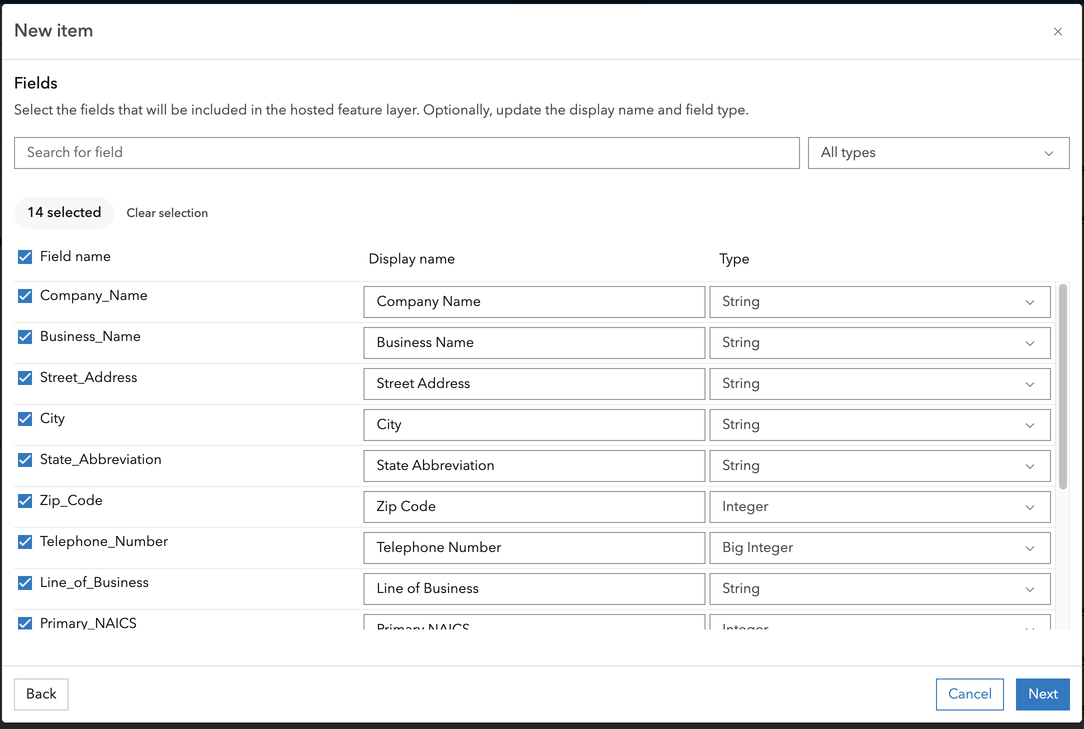 New item
Fields
Select the fields that will be included in the hosted feature layer. Optionally, update the display name and field type.
Search for field All types
14 selected Clear selection
Field name Display name Type
Company_Name Company Name String
Business_Name Business Name String
Street_Address Street Address String
City City String
State_Abbreviation State Abbreviation String
Zip_Code Zip Code Integer
Telephone_Number Telephone Number Big Integer
Line_of_Business Line of Business String
Primary_NAICS Primary NAICS Integer
Back Cancel Next